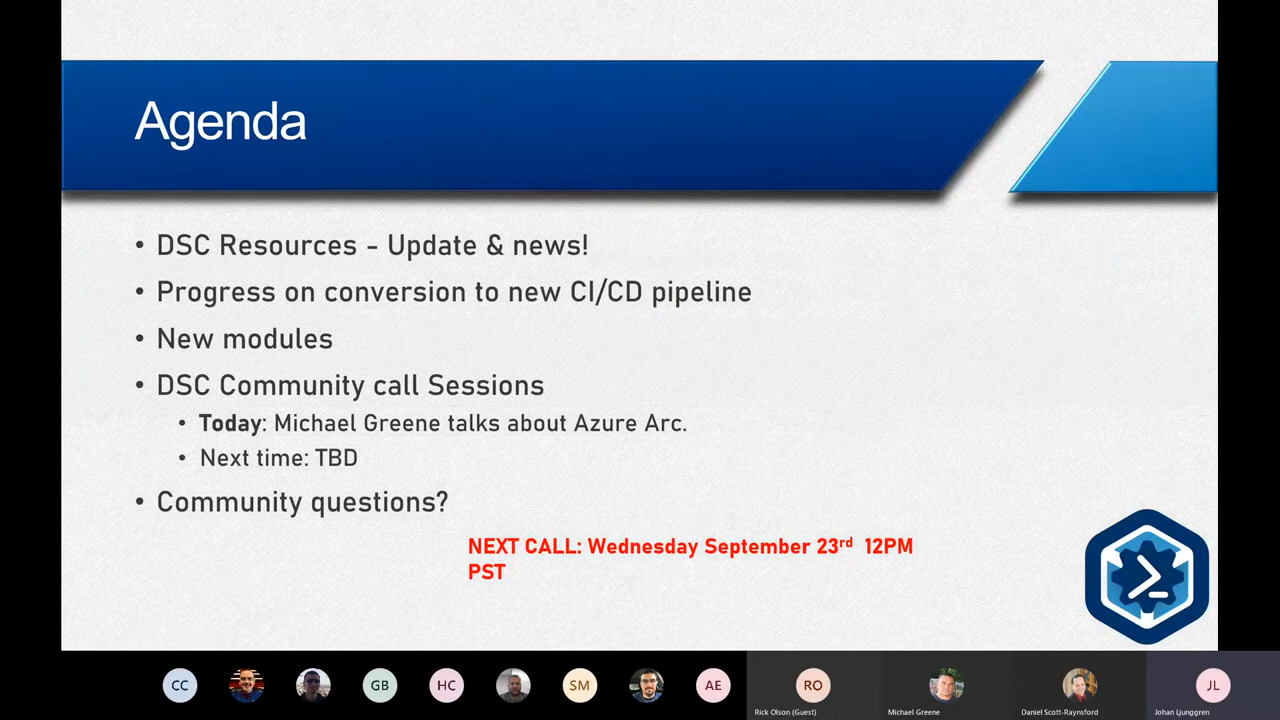 Agenda
• DSC Resources - Update & news!
• Progress on conversion to new CI/CD pipeline
• New modules
• DSC Community call Sessions
• Today: Michael Greene talks about Azure Arc.
• Next time: TBD
• Community questions?
NEXT CALL: Wednesday September 23rd 12PM
PST
CC
GB
HC
SM
AE
RO
JL
Rick Olson (Guest)
Michael Greene
Daniel Scott-Raynsford
Johan Ljunggren